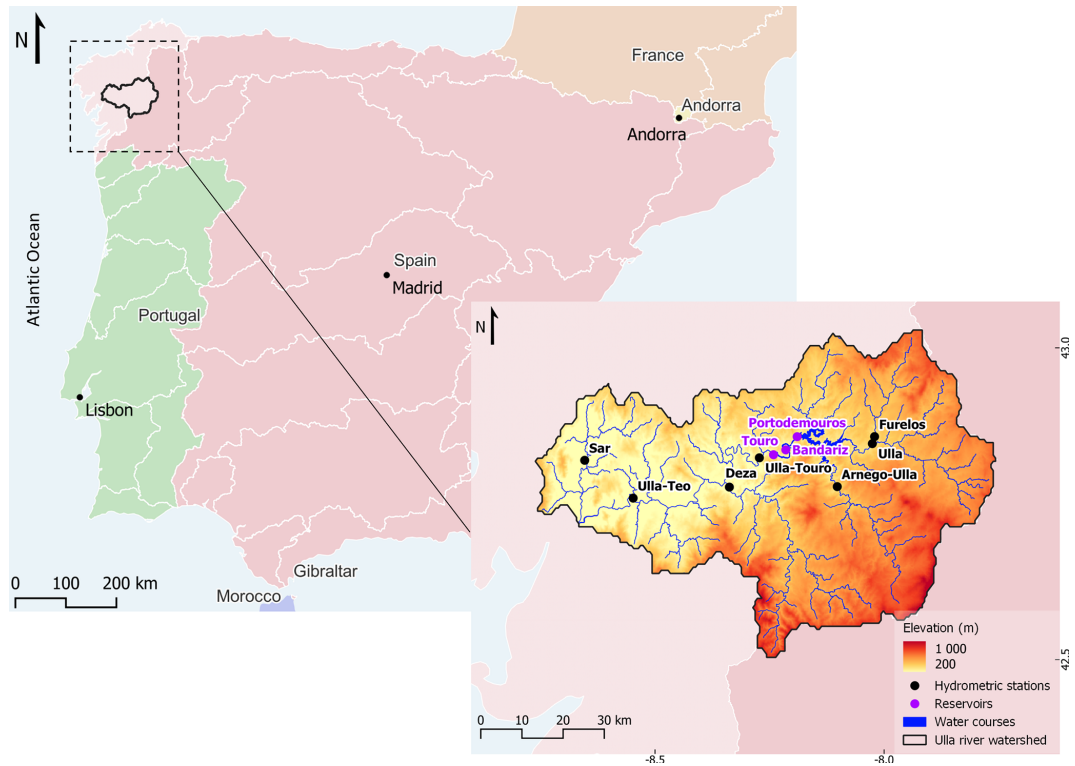 N
France
Andorra
Andorra
Atlantic Ocean
Spain
Madrid
Portugal
Lisbon
Gibraltar
Morocco
0 100 200 km
N
43.0
Portodemouros
Furelos
Touro
Bandariz
Ulla
Sar
Ulla-Touro
Deza
Arnego-Ulla
Ulla-Teo
42.5
Elevation (m)
1 000
200
Hydrometric stations
Reservoirs
Water courses
Ulla river watershed
0 10 20 30 km
-8.5
-8.0